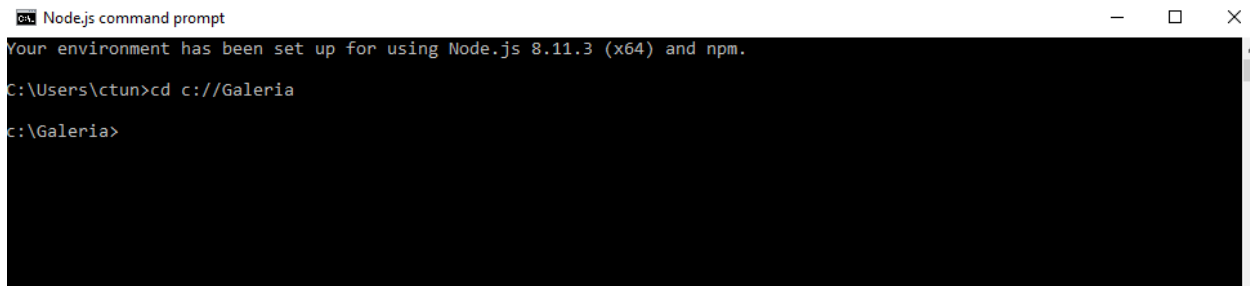 Node.js command prompt
Your environment has been set up for using Node.js 8.11.3 (x64) and npm.
C:\Users\ctun>cd c://Galeria
c:\Galeria>